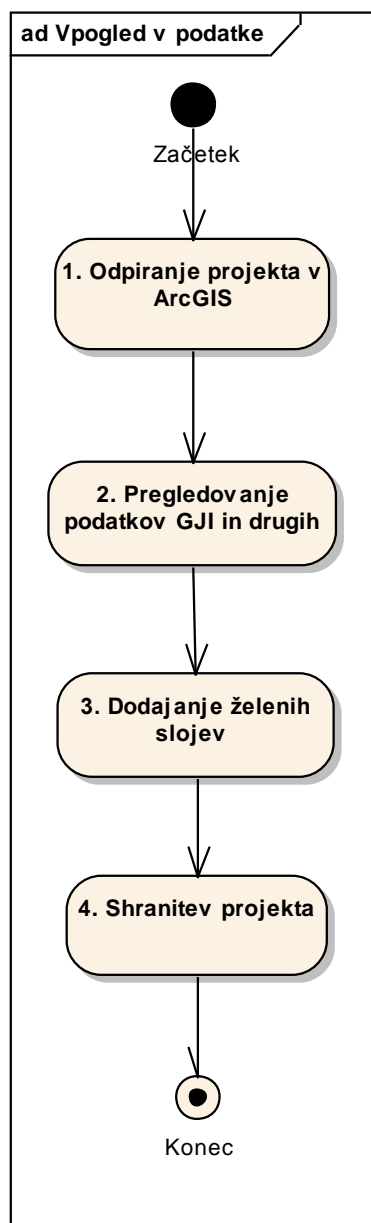 ad Vpogled v podatke
Začetek
1. Odpiranje projekta v
ArcGIS
2. Pregledovanje
podatkov GJI in drugih
3. Dodajanje želenih
slojev
4. Shranitev projekta
Konec